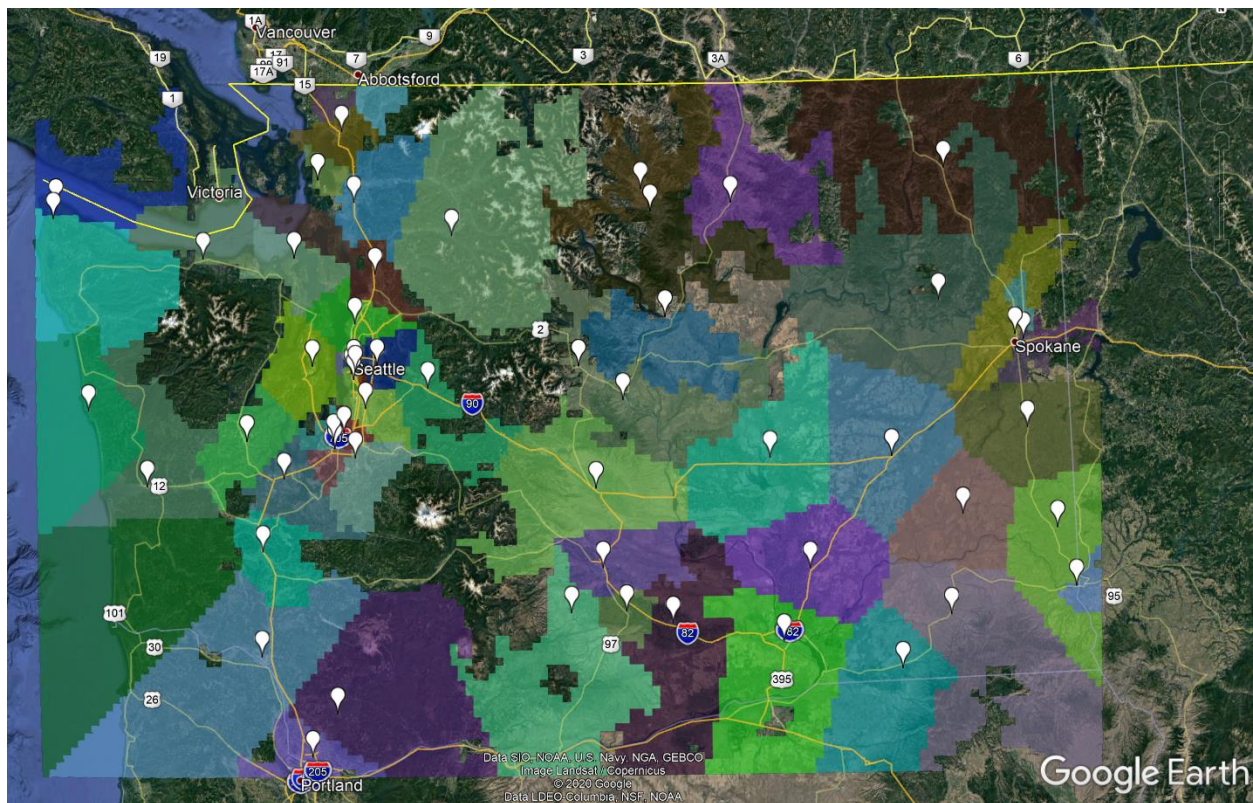 1A
Vancouver
9
19
17
7
3
3A
6
99
91
17A
15
Abbotsford
1
Victoria
2
Seattle
Spokane
90
12
101
82
82
95
30
97
26
395
Data SIO, NOAA, U.S. Navy, NGA, GEBCO
Image Landsat / Copernicus
© 2020 Google
Data LDEO-Columbia, NSF, NOAA
205
Portland
Google Earth